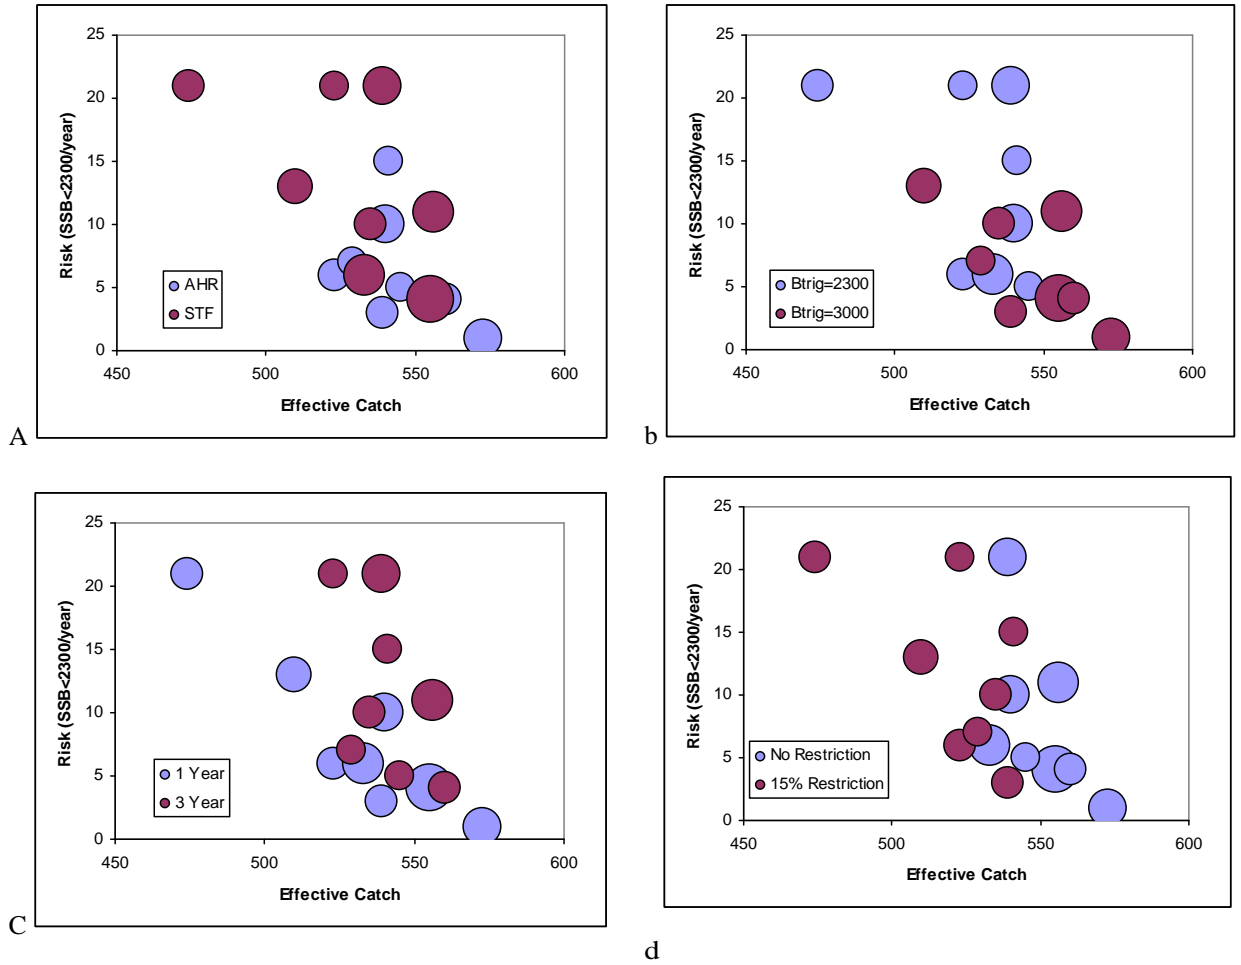 25
20
15
10
5
0
Risk (SSB<2300/year)
AHR
STF
450 500 550 600
Effective Catch
A
25
20
15
10
5
0
Risk (SSB<2300/year)
Btrig=2300
Btrig=3000
450 500 550 600
Effective Catch
b
25
20
15
10
5
0
Risk (SSB<2300/year)
1 Year
3 Year
450 500 550 600
Effective Catch
C
25
20
15
10
5
0
Risk (SSB<2300/year)
No Restriction
15% Restriction
450 500 550 600
Effective Catch
d